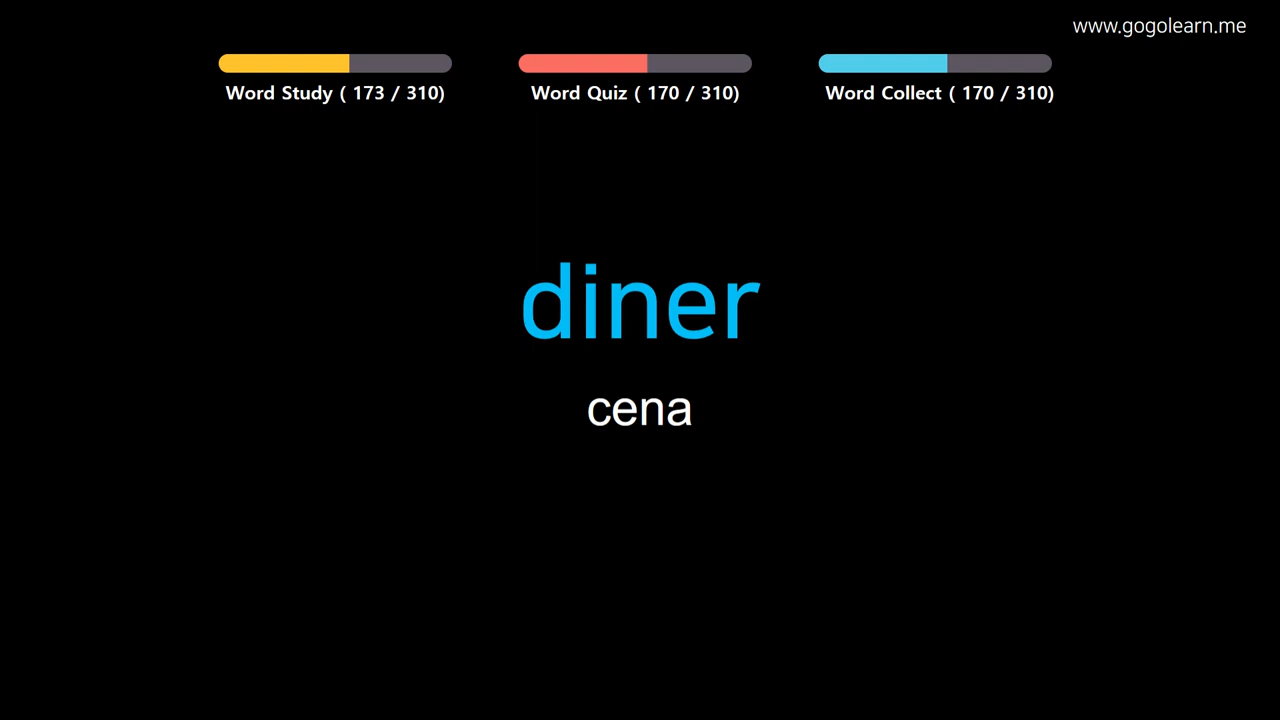 www.gogolearn.me
Word Study ( 173 / 310)
Word Quiz ( 170 / 310)
Word Collect ( 170 / 310)
diner
cena